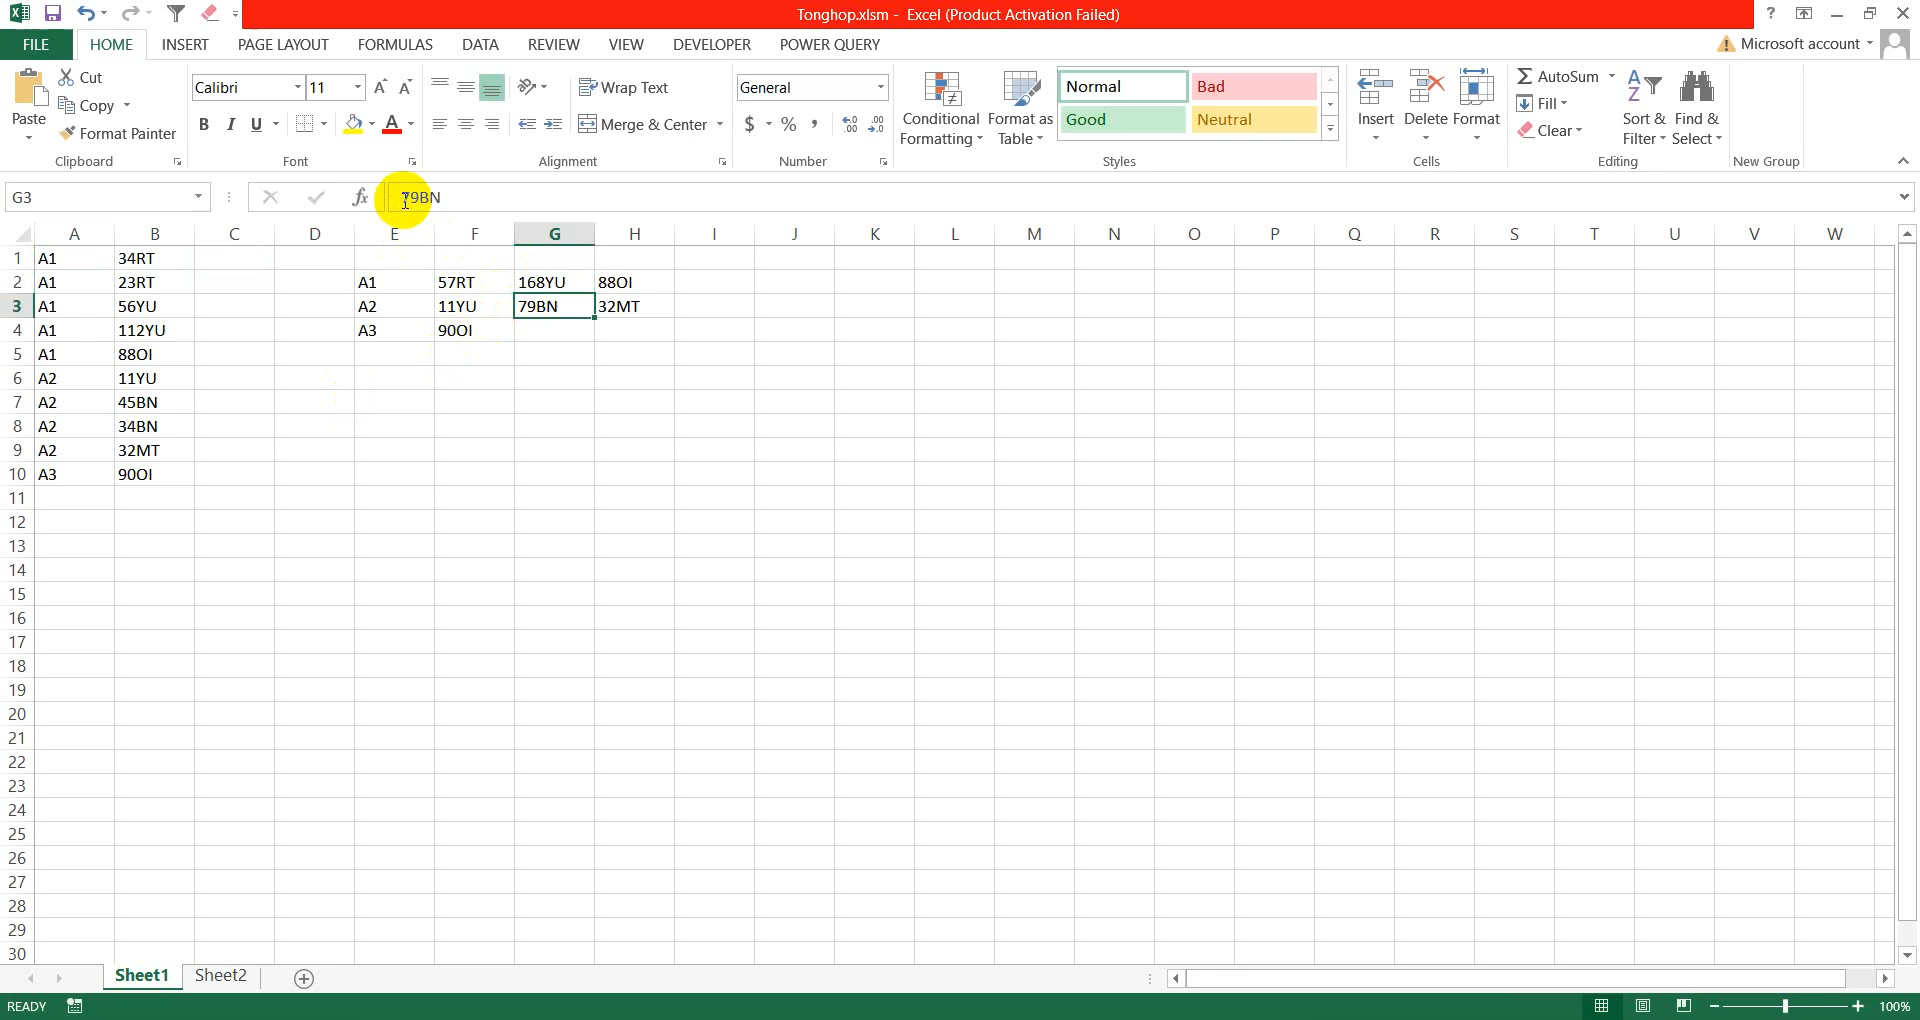 Tonghop.xlsm - Excel (Product Activation Failed)
?
FILE HOME INSERT PAGE LAYOUT FORMULAS DATA REVIEW VIEW DEVELOPER POWER QUERY Microsoft account
Paste
Cut
Copy
Format Painter
Clipboard
Calibri 11
B I U
Font
Wrap Text
Merge & Center
Alignment
General
$ % ,
Number
Conditional Formatting
Format as Table
Normal Bad
Good Neutral
Styles
Insert Delete Format
Cells
AutoSum
Fill
Clear
Sort & Filter
Find & Select
Editing
New Group
G3 fx 79BN
A B C D E F G H I J K L M N O P Q R S T U V W
1 A1 34RT
2 A1 23RT A1 57RT 168YU 88OI
3 A1 56YU A2 11YU 79BN 32MT
4 A1 112YU A3 90OI
5 A1 88OI
6 A2 11YU
7 A2 45BN
8 A2 34BN
9 A2 32MT
10 A3 90OI
11
12
13
14
15
16
17
18
19
20
21
22
23
24
25
26
27
28
29
30
Sheet1 Sheet2
READY 100%